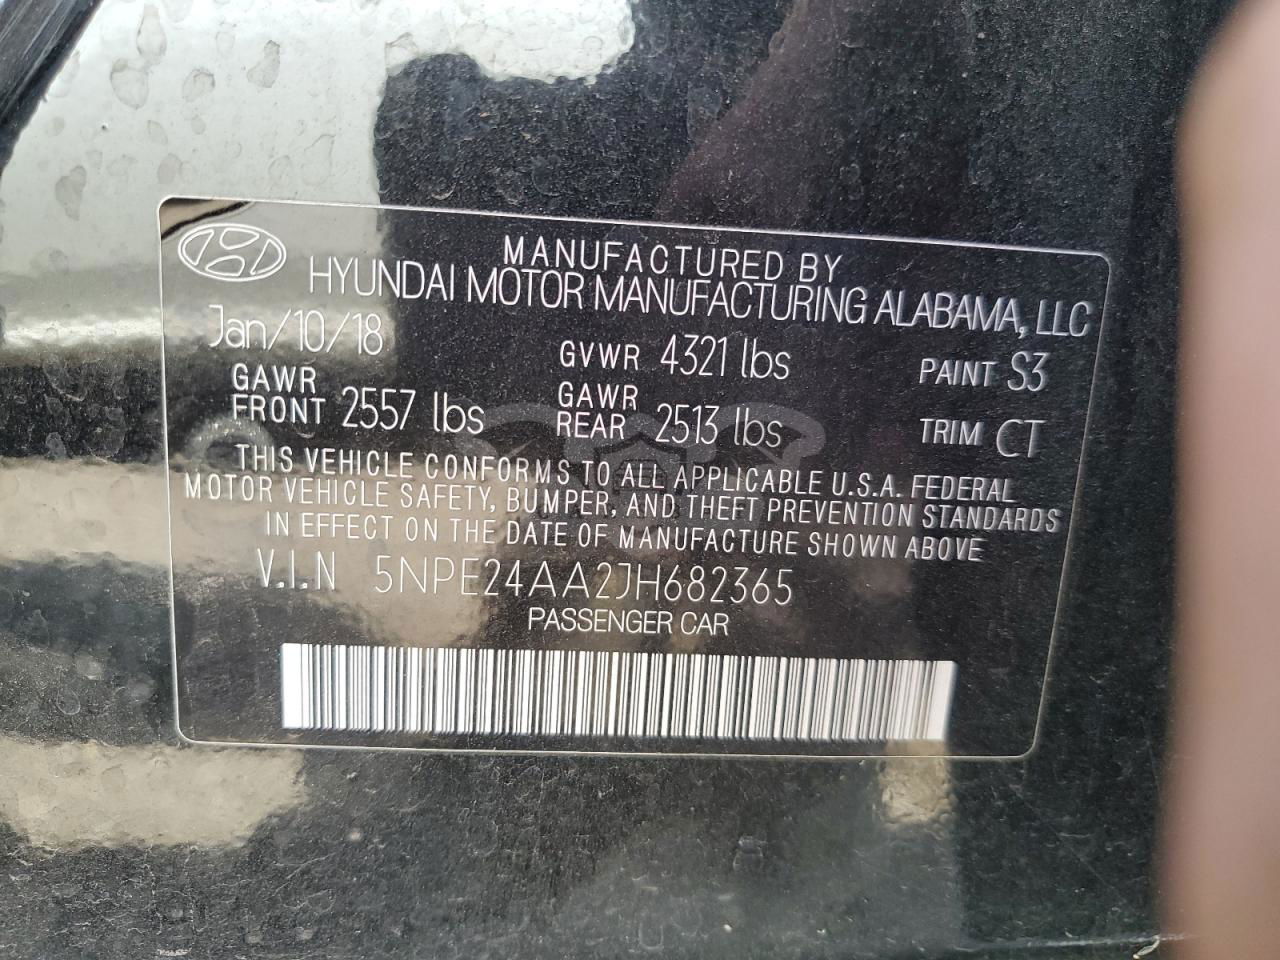 MANUFACTURED BY
HYUNDAI MOTOR MANUFACTURING ALABAMA, LLC
Jan/10/18 GVWR 4321 lbs PAINT S3
GAWR FRONT 2557 lbs GAWR REAR 2513 lbs TRIM CT
THIS VEHICLE CONFORMS TO ALL APPLICABLE U.S.A. FEDERAL
MOTOR VEHICLE SAFETY, BUMPER, AND THEFT PREVENTION STANDARDS
IN EFFECT ON THE DATE OF MANUFACTURE SHOWN ABOVE
V.I.N 5NPE24AA2JH682365
PASSENGER CAR